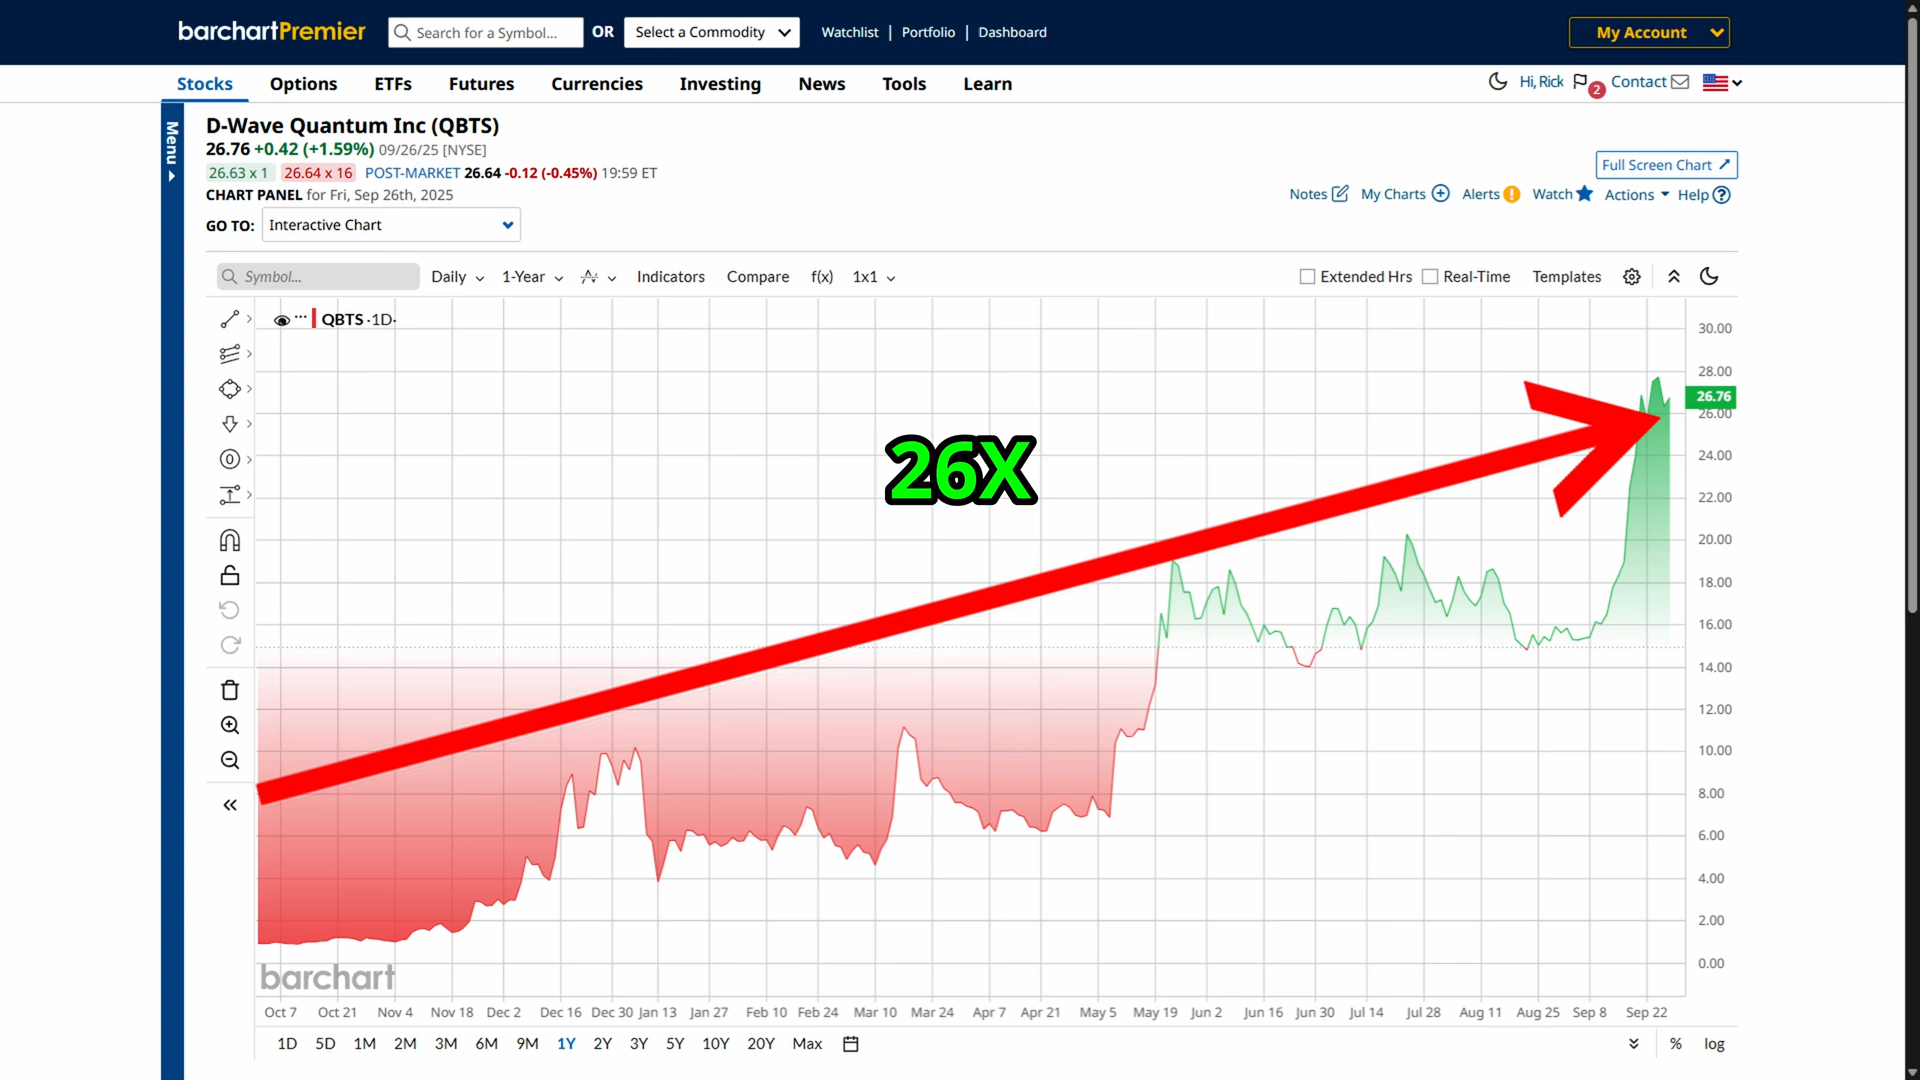 barchartPremier
Search for a Symbol...
OR
Select a Commodity
Watchlist | Portfolio | Dashboard
My Account
Stocks Options ETFs Futures Currencies Investing News Tools Learn
Hi, Rick 2 Contact
Menu
D-Wave Quantum Inc (QBTS)
26.76 +0.42 (+1.59%) 09/26/25 [NYSE]
26.63 x 1 26.64 x 16 POST-MARKET 26.64 -0.12 (-0.45%) 19:59 ET
CHART PANEL for Fri, Sep 26th, 2025
GO TO: Interactive Chart
Full Screen Chart
Notes My Charts Alerts Watch Actions Help
Symbol... Daily 1-Year Indicators Compare f(x) 1x1
Extended Hrs Real-Time Templates
QBTS ·1D·
30.00
28.00
26.76
26.00
24.00
22.00
20.00
18.00
16.00
14.00
12.00
10.00
8.00
6.00
4.00
2.00
0.00
26X
barchart
Oct 7 Oct 21 Nov 4 Nov 18 Dec 2 Dec 16 Dec 30 Jan 13 Jan 27 Feb 10 Feb 24 Mar 10 Mar 24 Apr 7 Apr 21 May 5 May 19 Jun 2 Jun 16 Jun 30 Jul 14 Jul 28 Aug 11 Aug 25 Sep 8 Sep 22
1D 5D 1M 2M 3M 6M 9M 1Y 2Y 3Y 5Y 10Y 20Y Max
% log